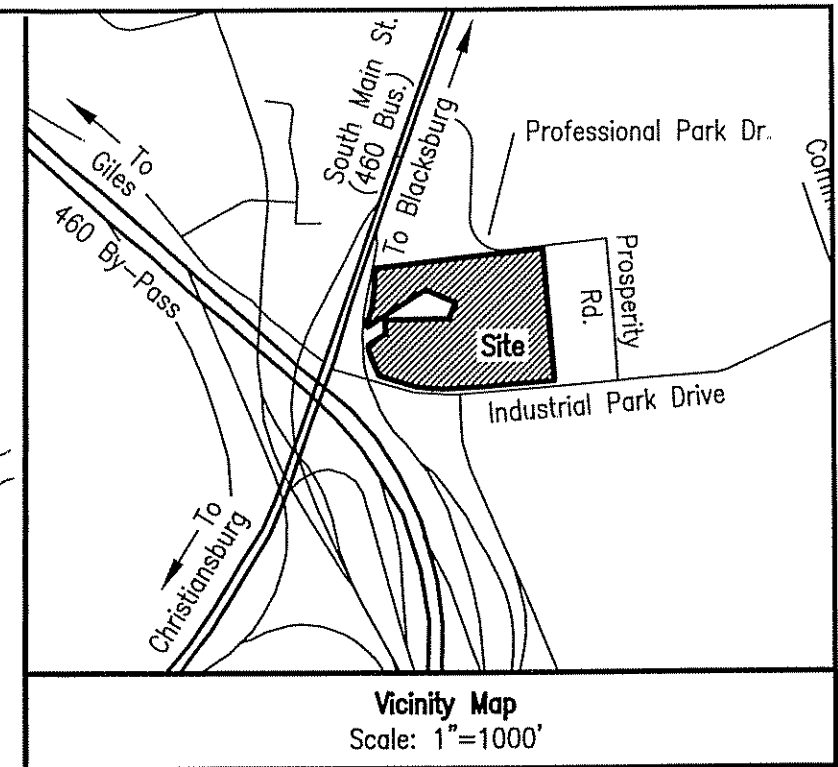 South Main St.
(460 Bus.)
To Blacksburg
Professional Park Dr.
To
Giles
460 By-Pass
Prosperity
Rd.
Site
Industrial Park Drive
To
Christiansburg
Vicinity Map
Scale: 1"=1000'